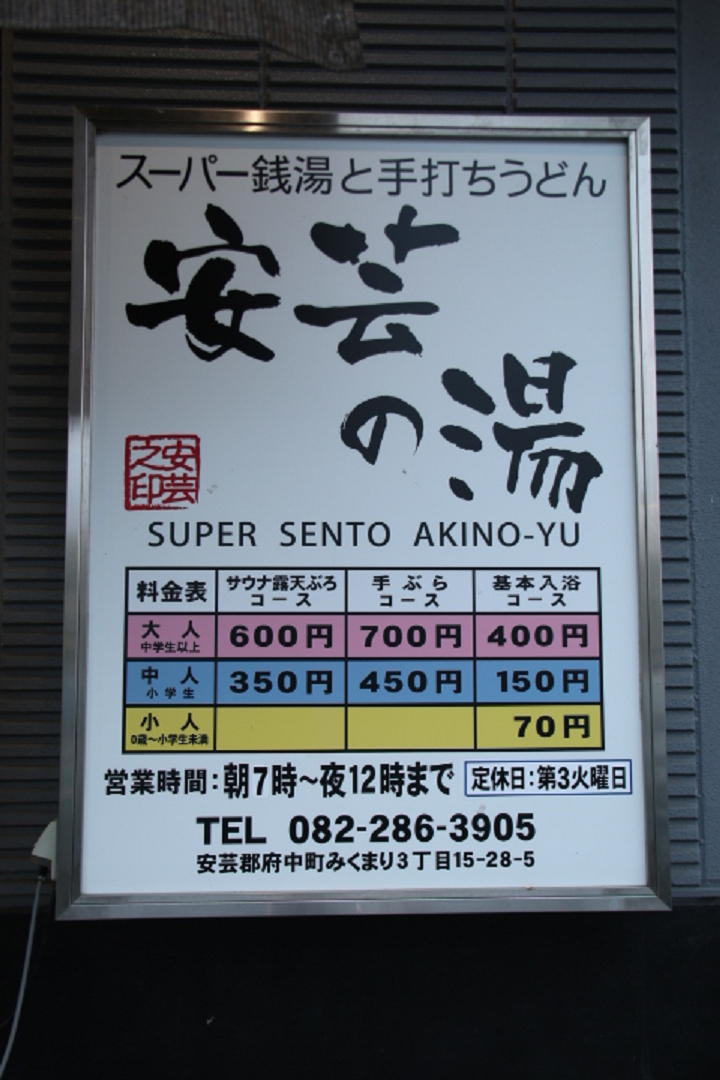 スーパー銭湯と手打ちうどん
安芸
の湯
安芸之印
SUPER SENTO AKINO-YU
料金表 サウナ露天ぶろコース 手ぶらコース 基本入浴コース
大人 中学生以上 600円 700円 400円
中人 小学生 350円 450円 150円
小人 0歳〜小学生未満 70円
営業時間:朝7時〜夜12時まで 定休日:第3火曜日
TEL 082-286-3905
安芸郡府中町みくまり3丁目15-28-5